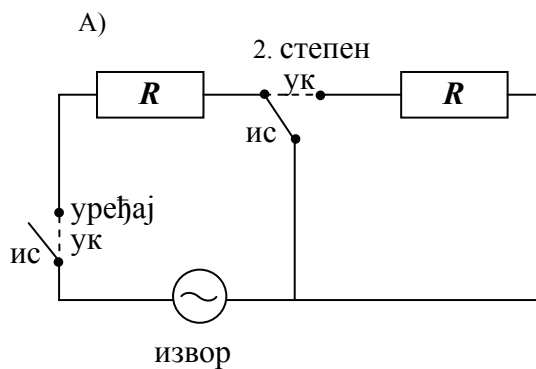 А)
2. степен
ук
R
R
ис
уређај
ук
ис
извор